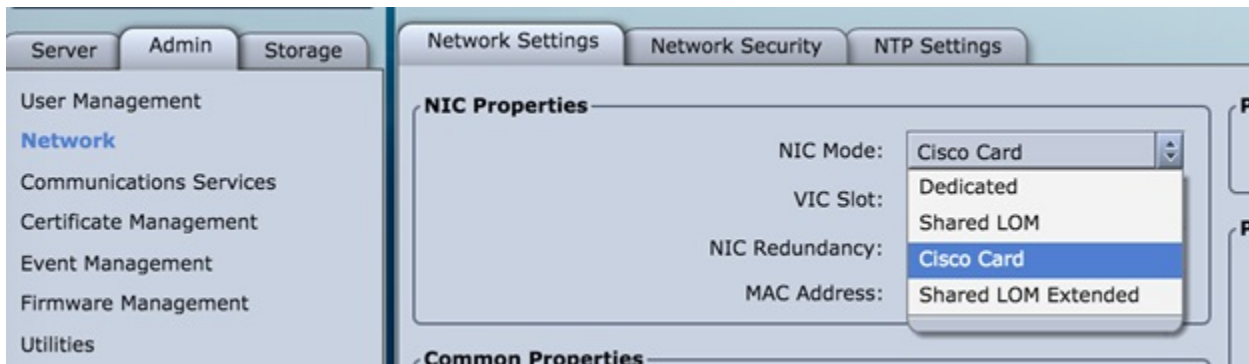 Server Admin Storage
User Management
Network
Communications Services
Certificate Management
Event Management
Firmware Management
Utilities
Network Settings Network Security NTP Settings
NIC Properties
NIC Mode: Cisco Card
Dedicated
Shared LOM
Cisco Card
Shared LOM Extended
VIC Slot:
NIC Redundancy:
MAC Address:
Common Properties
P
P